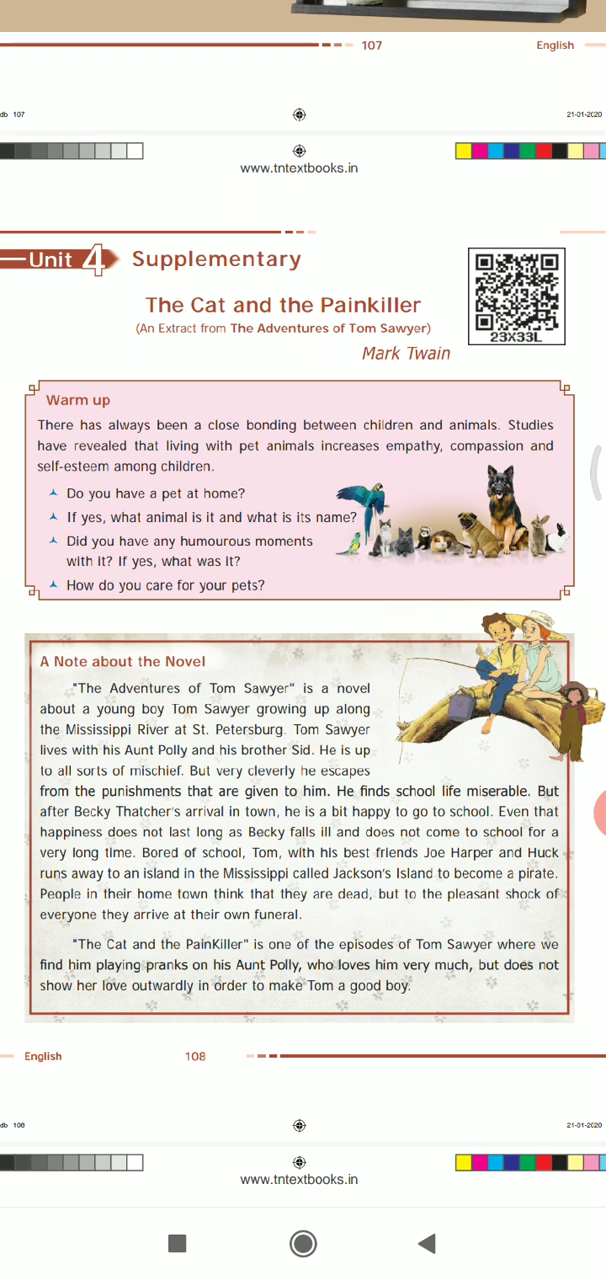 107
English
db 107
21-01-2020
www.tntextbooks.in
Unit 4 Supplementary
The Cat and the Painkiller
(An Extract from The Adventures of Tom Sawyer)
Mark Twain
23X33L
Warm up
There has always been a close bonding between children and animals. Studies
have revealed that living with pet animals increases empathy, compassion and
self-esteem among children.
Do you have a pet at home?
If yes, what animal is it and what is its name?
Did you have any humourous moments
with it? If yes, what was it?
How do you care for your pets?
A Note about the Novel
"The Adventures of Tom Sawyer" is a novel
about a young boy Tom Sawyer growing up along
the Mississippi River at St. Petersburg. Tom Sawyer
lives with his Aunt Polly and his brother Sid. He is up
to all sorts of mischief. But very cleverly he escapes
from the punishments that are given to him. He finds school life miserable. But
after Becky Thatcher's arrival in town, he is a bit happy to go to school. Even that
happiness does not last long as Becky falls ill and does not come to school for a
very long time. Bored of school, Tom, with his best friends Joe Harper and Huck
runs away to an island in the Mississippi called Jackson's Island to become a pirate.
People in their home town think that they are dead, but to the pleasant shock of
everyone they arrive at their own funeral.
"The Cat and the PainKiller" is one of the episodes of Tom Sawyer where we
find him playing pranks on his Aunt Polly, who loves him very much, but does not
show her love outwardly in order to make Tom a good boy.
English
108
db 108
21-01-2020
www.tntextbooks.in